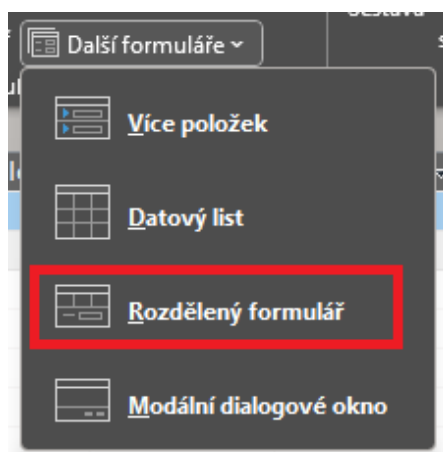 Další formuláře
Více položek
Datový list
Rozdělený formulář
Modální dialogové okno